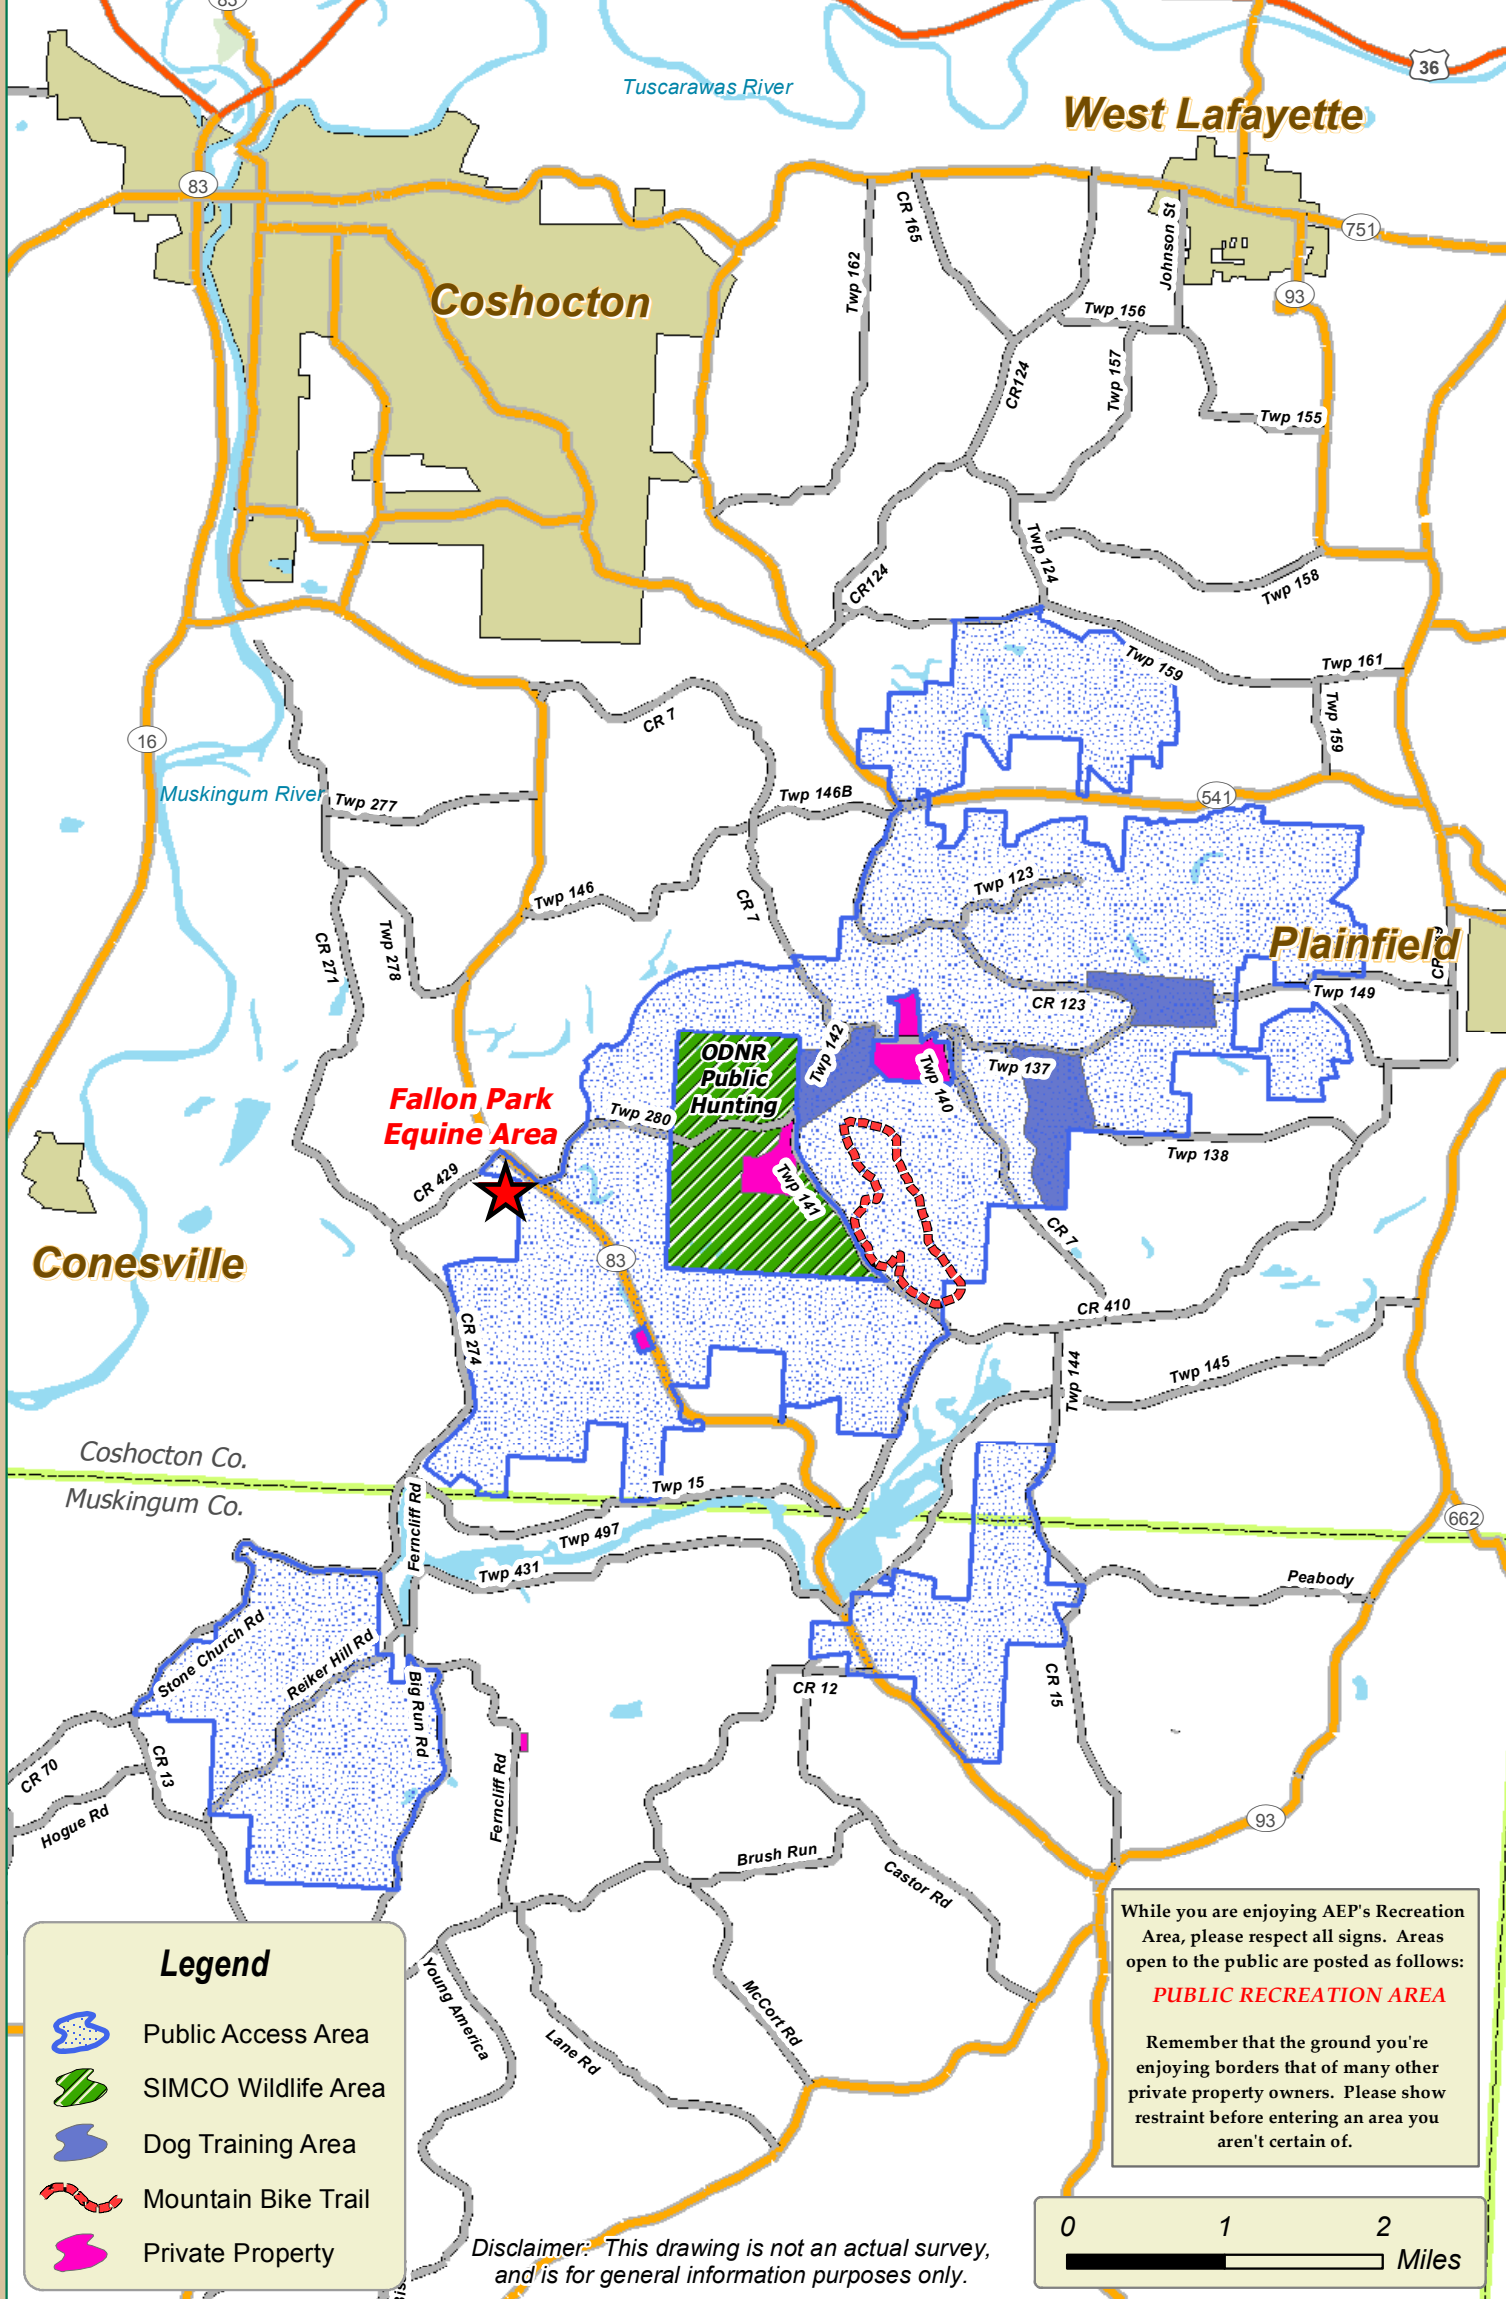 83
Tuscarawas River
36
West Lafayette
83
CR 165
Johnson St
751
Twp 162
Coshocton
93
Twp 156
CR124
Twp 157
Twp 155
Twp 124
CR124
Twp 158
Twp 159
Twp 161
Twp 159
CR 7
16
Muskingum River
Twp 277
Twp 146B
541
Twp 146
Twp 123
CR 7
CR 271
Twp 278
Plainfield
CR 123
Twp 149
Twp 142
ODNR
Public
Hunting
Twp 137
Twp 140
Fallon Park
Equine Area
Twp 280
Twp 138
CR 429
Twp 141
CR 7
Conesville
83
CR 410
CR 274
Twp 144
Twp 145
Coshocton Co.
Muskingum Co.
Twp 15
Ferncliff Rd
Twp 497
662
Twp 431
Peabody
Stone Church Rd
Reiker Hill Rd
Big Run Rd
CR 12
CR 15
CR 70
CR 13
Hogue Rd
Ferncliff Rd
93
Brush Run
Castor Rd
Young America
McCort Rd
Lane Rd
Legend
Public Access Area
SIMCO Wildlife Area
Dog Training Area
Mountain Bike Trail
Private Property
While you are enjoying AEP's Recreation
Area, please respect all signs. Areas
open to the public are posted as follows:
PUBLIC RECREATION AREA
Remember that the ground you're
enjoying borders that of many other
private property owners. Please show
restraint before entering an area you
aren't certain of.
0 1 2
Miles
Disclaimer: This drawing is not an actual survey,
and is for general information purposes only.